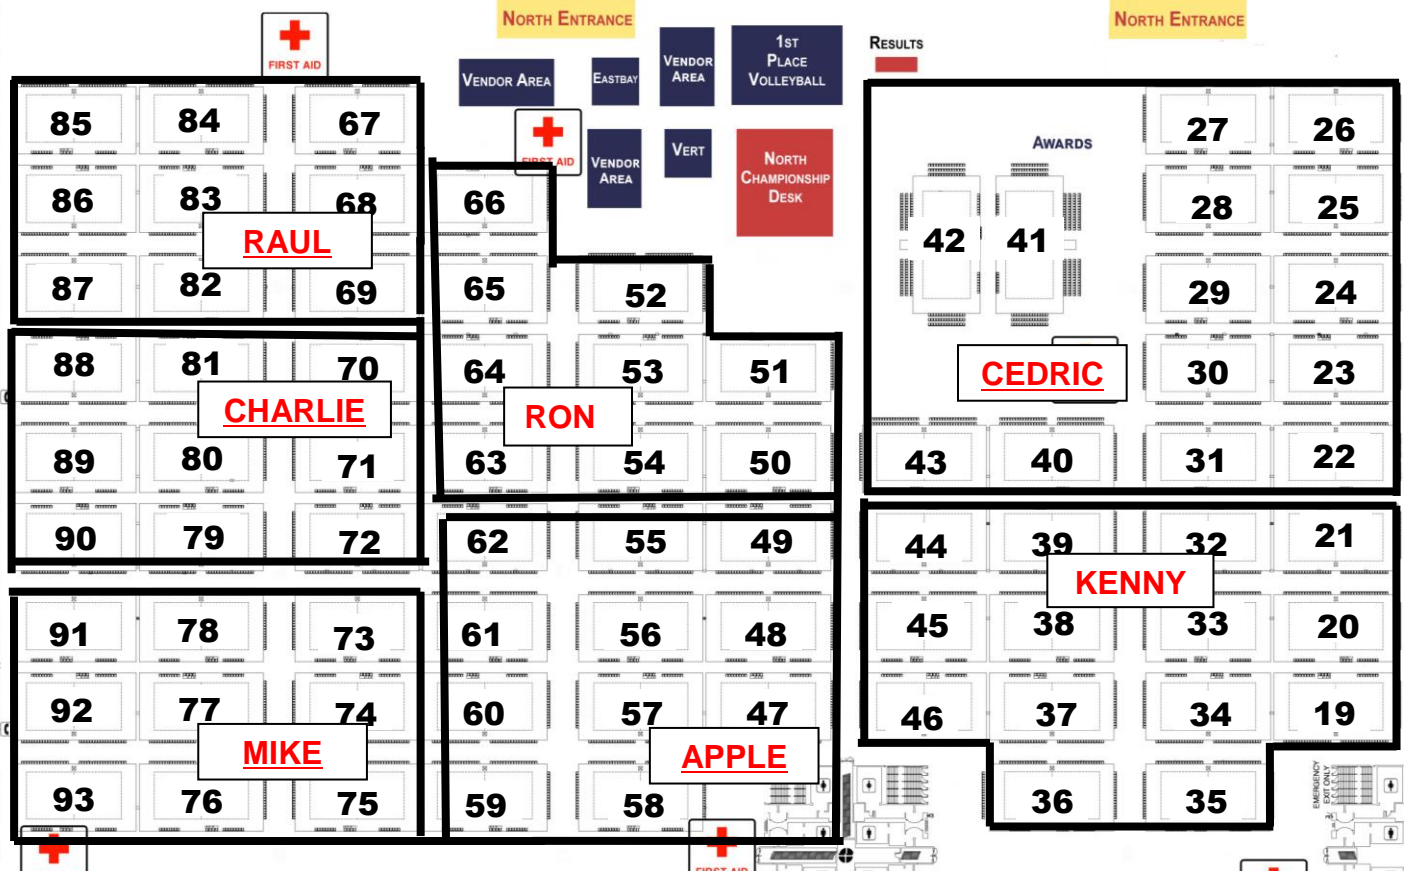 NORTH ENTRANCE
NORTH ENTRANCE
FIRST AID
VENDOR AREA
EASTBAY
VENDOR
AREA
1ST
PLACE
VOLLEYBALL
RESULTS
FIRST AID
VENDOR
AREA
VERT
NORTH
CHAMPIONSHIP
DESK
AWARDS
85 84 67
27 26
86 83 68 66
28 25
RAUL
42 41
87 82 69 65 52
29 24
88 81 70 64 53 51
CEDRIC
30 23
CHARLIE
RON
89 80 71 63 54 50
43 40 31 22
90 79 72 62 55 49
44 39 32 21
KENNY
91 78 73 61 56 48
45 38 33 20
92 77 74 60 57 47
46 37 34 19
MIKE
APPLE
93 76 75 59 58
36 35
EMERGENCY
EXIT ONLY
FIRST AID